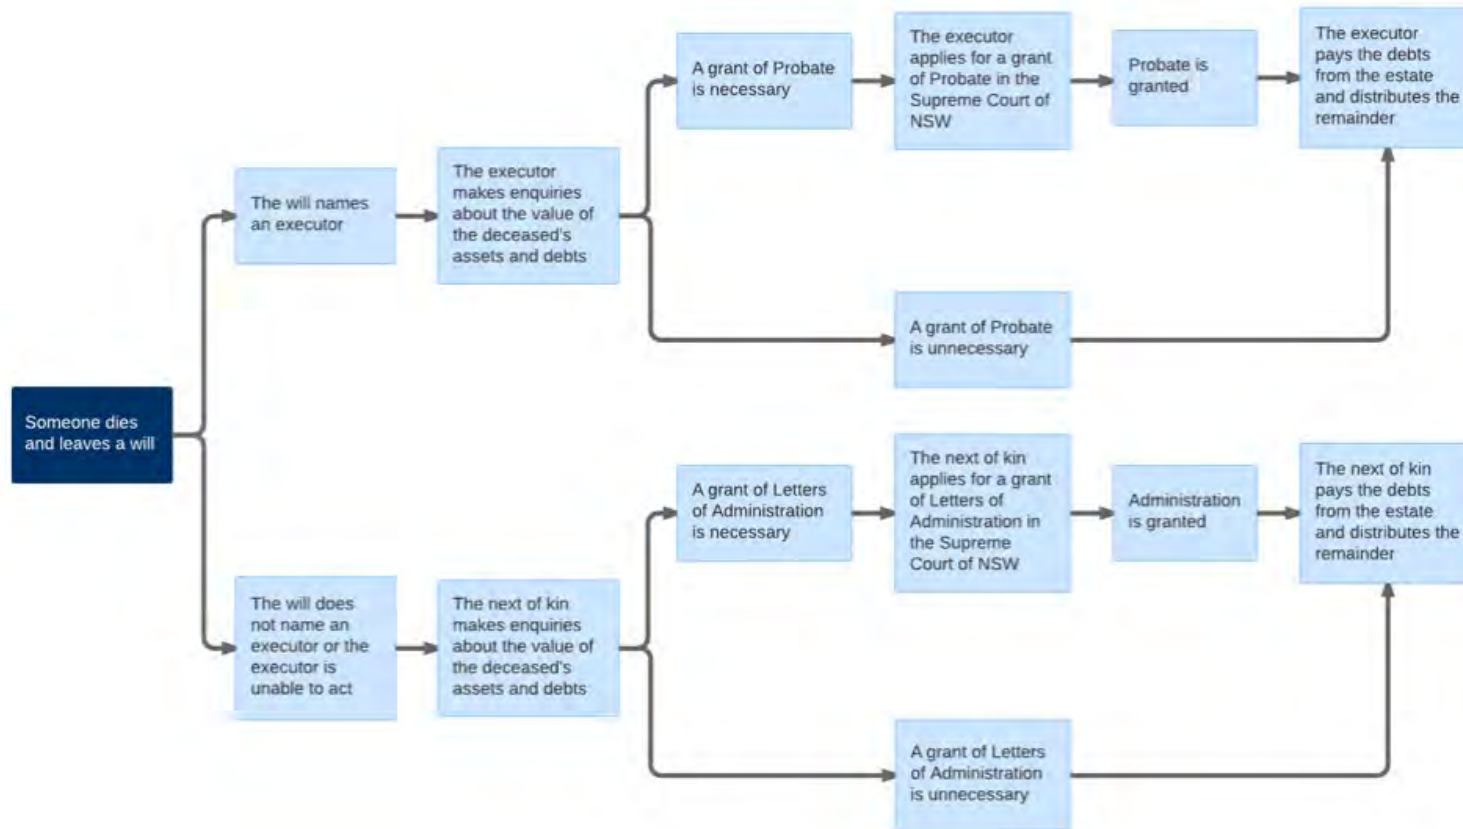 Someone dies
and leaves a will
The will names
an executor
The executor
makes enquiries
about the value of
the deceased's
assets and debts
A grant of Probate
is necessary
The executor
applies for a grant
of Probate in the
Supreme Court of
NSW
Probate is
granted
The executor
pays the debts
from the estate
and distributes the
remainder
A grant of Probate
is unnecessary
The will does
not name an
executor or the
executor is
unable to act
The next of kin
makes enquiries
about the value of
the deceased's
assets and debts
A grant of Letters
of Administration
is necessary
The next of kin
applies for a grant
of Letters of
Administration in
the Supreme
Court of NSW
Administration
is granted
The next of kin
pays the debts
from the estate
and distributes the
remainder
A grant of Letters
of Administration
is unnecessary